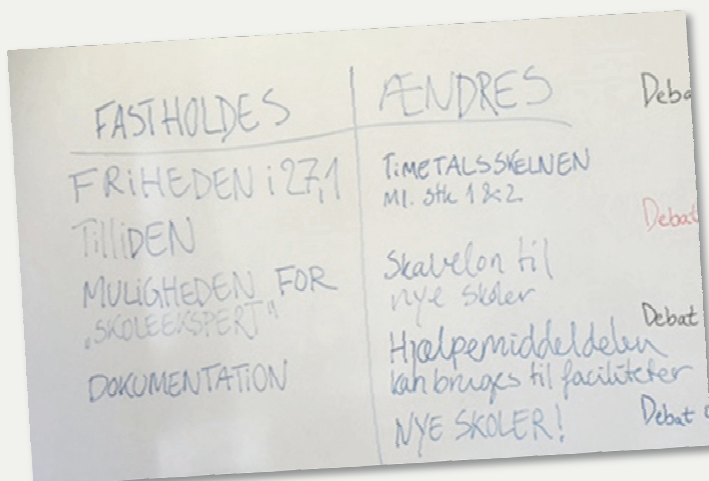 FASTHOLDES
FRIHEDEN i 27,1
TilliDEN
MULIGHEDEN FOR
„SKOLEEKSPERT"
DOKUMENTATION
ÆNDRES
TIMETALSSKELNEN
Ml. stk 1 & 2
Skabelon til
nye skoler
Hjælpemiddeldelen
kan bruges til faciliteter
NYE SKOLER!
Deba
Debat
Debat
Debat